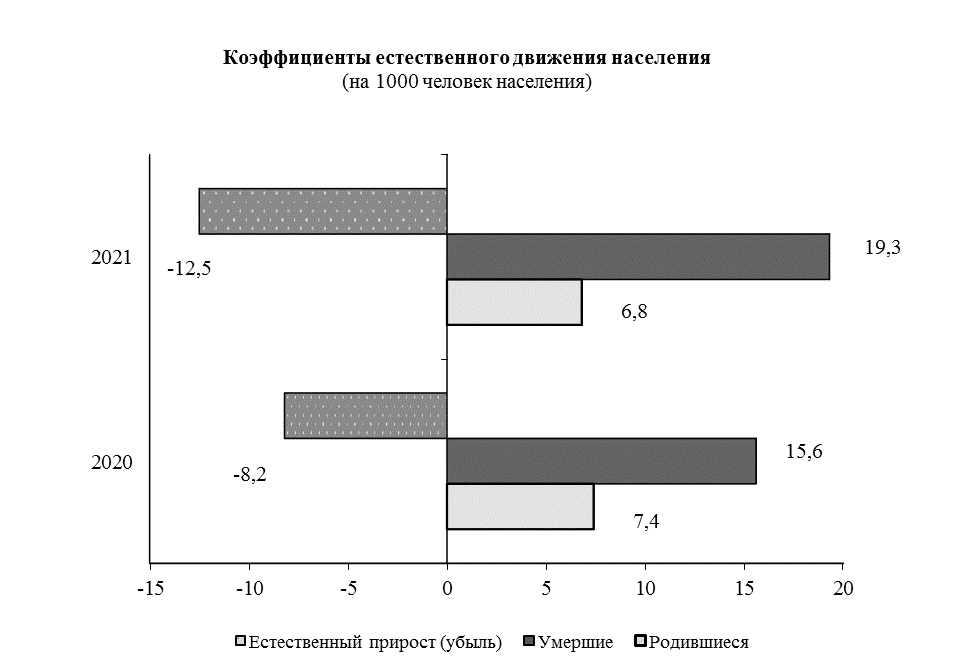 Коэффициенты естественного движения населения
(на 1000 человек населения)
2021
-12,5
19,3
6,8
2020
-8,2
15,6
7,4
-15 -10 -5 0 5 10 15 20
Естественный прирост (убыль) Умершие Родившиеся